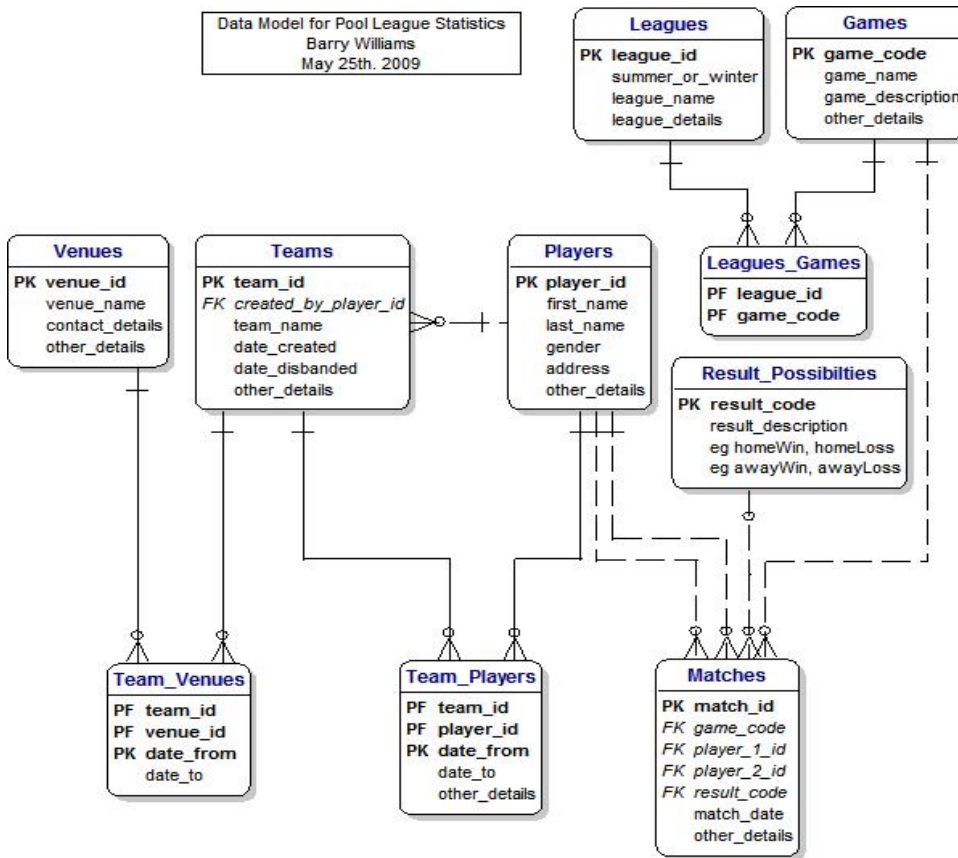 Data Model for Pool League Statistics
Barry Williams
May 25th. 2009
Leagues
PK league_id
summer_or_winter
league_name
league_details
Games
PK game_code
game_name
game_description
other_details
Venues
PK venue_id
venue_name
contact_details
other_details
Teams
PK team_id
FK created_by_player_id
team_name
date_created
date_disbanded
other_details
Players
PK player_id
first_name
last_name
gender
address
other_details
Leagues_Games
PF league_id
PF game_code
Result_Possibilties
PK result_code
result_description
eg homeWin, homeLoss
eg awayWin, awayLoss
Team_Venues
PF team_id
PF venue_id
PK date_from
date_to
Team_Players
PF team_id
PF player_id
PK date_from
date_to
other_details
Matches
PK match_id
FK game_code
FK player_1_id
FK player_2_id
FK result_code
match_date
other_details